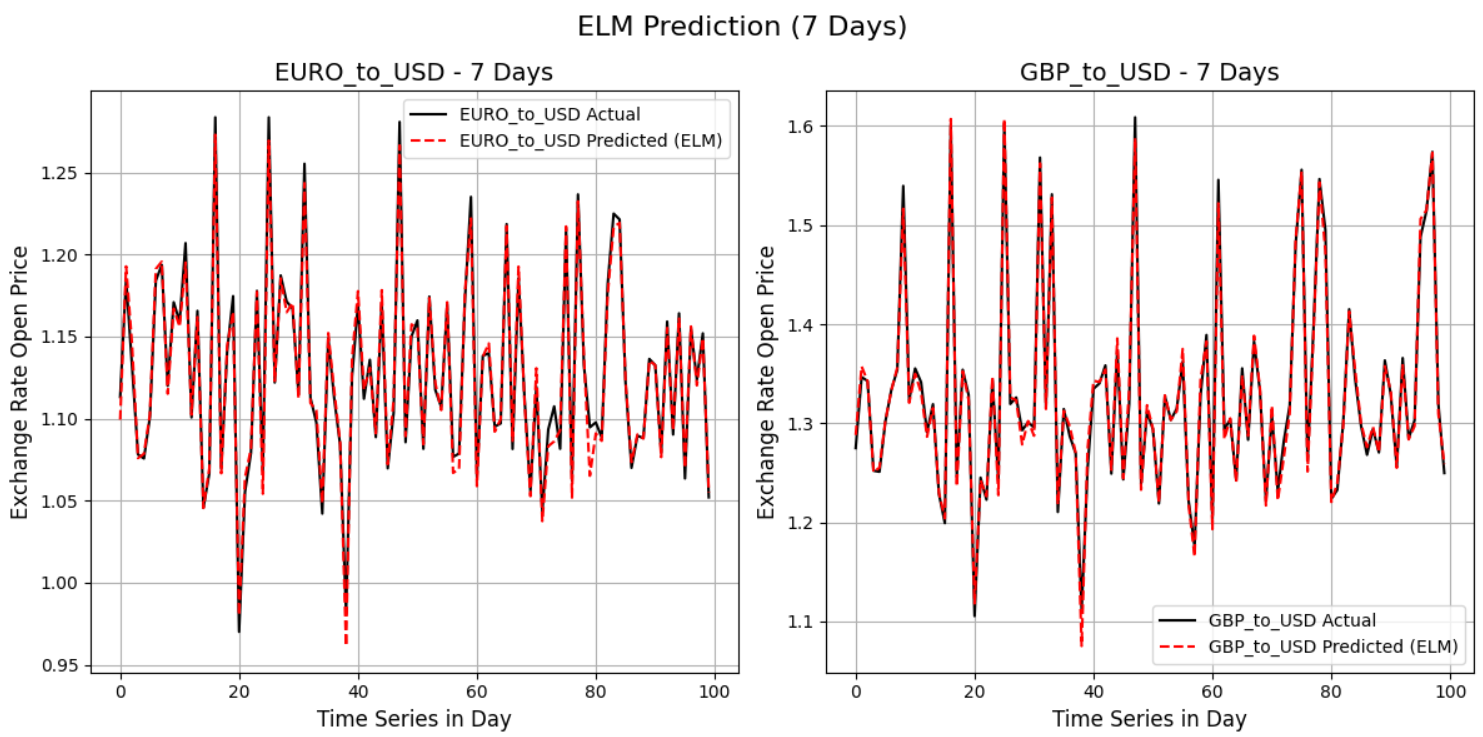 ELM Prediction (7 Days)
EURO_to_USD - 7 Days
EURO_to_USD Actual
EURO_to_USD Predicted (ELM)
Exchange Rate Open Price
1.25
1.20
1.15
1.10
1.05
1.00
0.95
0
20
40
60
80
100
Time Series in Day
GBP_to_USD - 7 Days
Exchange Rate Open Price
1.6
1.5
1.4
1.3
1.2
1.1
GBP_to_USD Actual
GBP_to_USD Predicted (ELM)
0
20
40
60
80
100
Time Series in Day